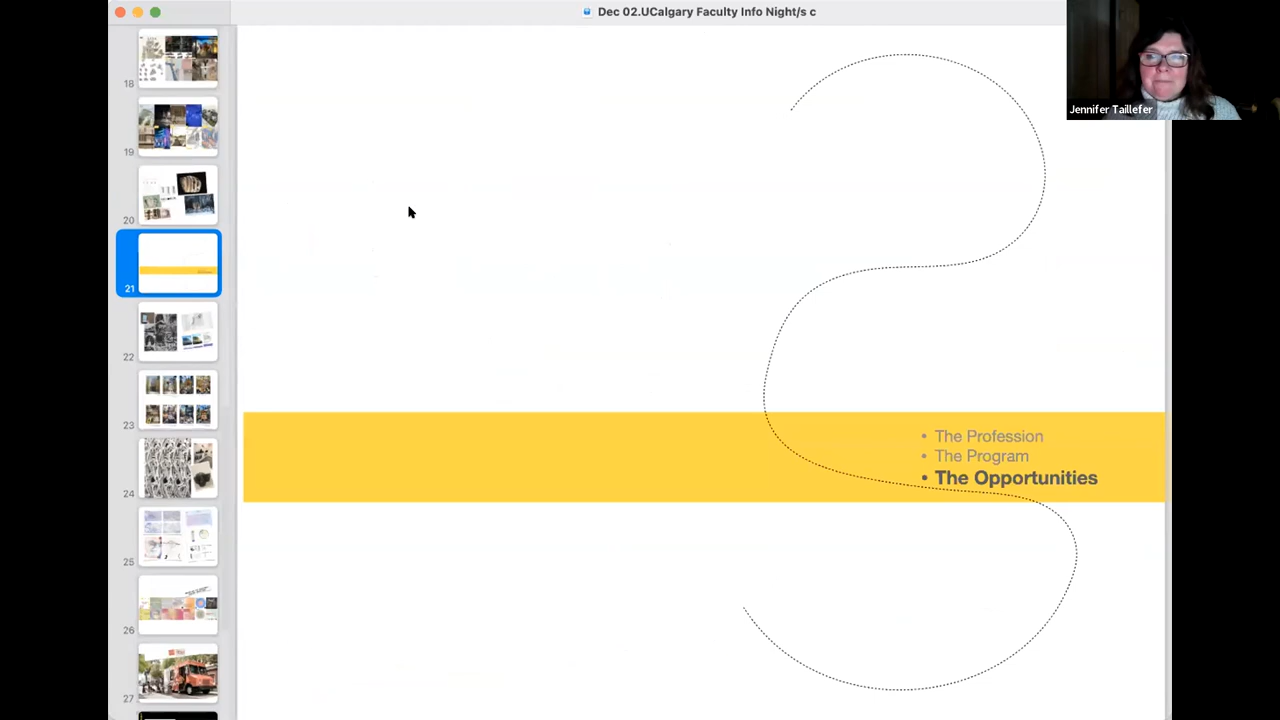 Dec 02.UCalgary Faculty Info Night/s c
Jennifer Taillefer
18
19
20
21
22
23
24
25
26
27
• The Profession
• The Program
• The Opportunities